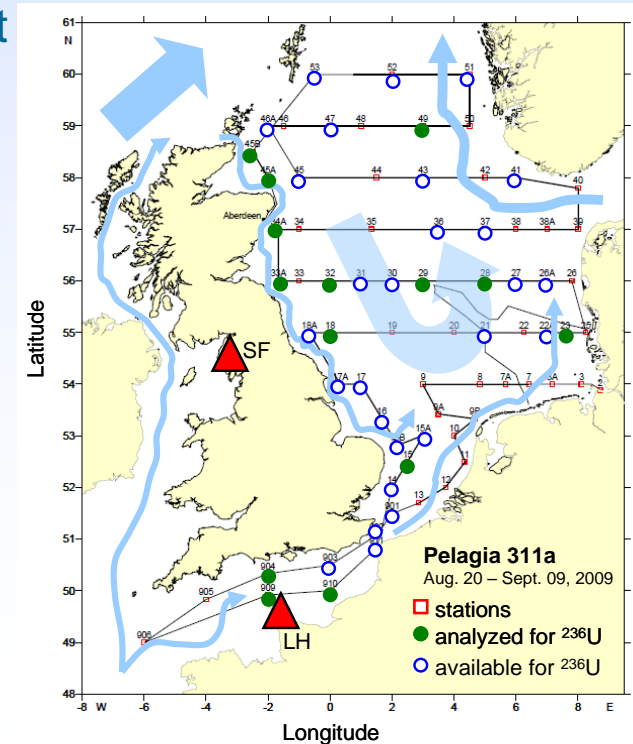 t
61
N
60
59
58
57
56
55
54
53
52
51
50
49
48
-8 W -6 -4 -2 0 2 4 6 8 E
Latitude
Longitude
53 52 51
46A 46 47 48 49 50
45B
45A 45 44 43 42 41 40
Aberdeen
34A 34 35 36 37 38 38A 39
33A 33 32 31 30 29 28 27 26A 26
18A 18 19 20 21 22 22A 23
17A 17 9 8 7A 7 3 2
16 9A 9B
15A 10
15 11
14 12
901 13
904 903
905 909 910
906
SF
LH
Pelagia 311a
Aug. 20 – Sept. 09, 2009
stations
analyzed for ²³⁶U
available for ²³⁶U